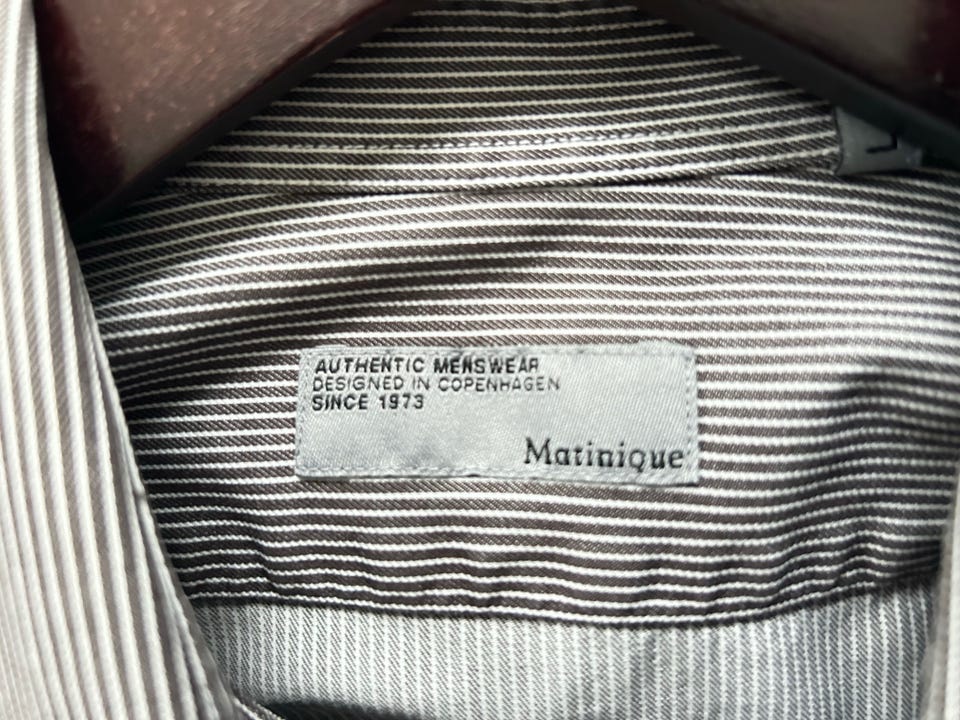 L
AUTHENTIC MENSWEAR
DESIGNED IN COPENHAGEN
SINCE 1973
Matinique